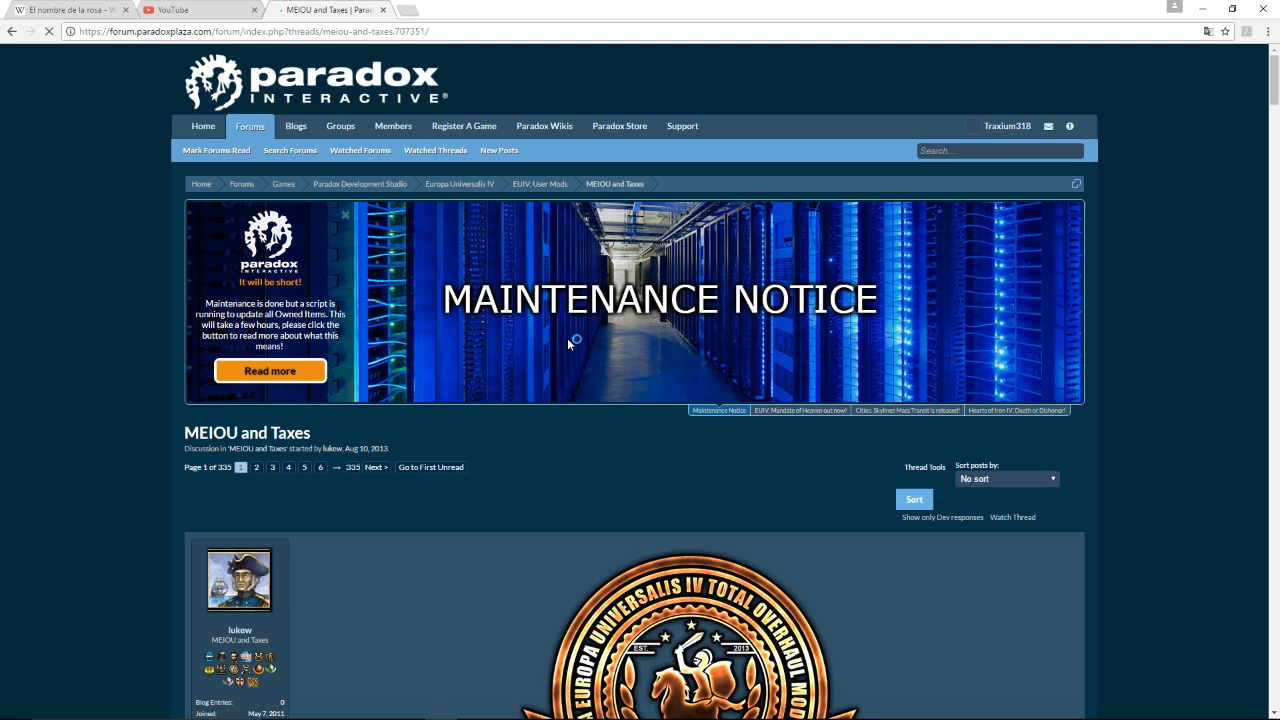 El nombre de la rosa - W
YouTube
MEIOU and Taxes | Para
https://forum.paradoxplaza.com/forum/index.php?threads/meiou-and-taxes.707351/
paradox
INTERACTIVE
Home Forums Blogs Groups Members Register A Game Paradox Wikis Paradox Store Support Traxium318
Mark Forums Read Search Forums Watched Forums Watched Threads New Posts Search...
Home Forums Games Paradox Development Studio Europa Universalis IV EUIV: User Mods MEIOU and Taxes
paradox
INTERACTIVE
It will be short!
Maintenance is done but a script is
running to update all Owned Items. This
will take a few hours, please click the
button to read more about what this
means!
Read more
MAINTENANCE NOTICE
Maintenance Notice EUIV: Mandate of Heaven out now! Cities: Skylines Mass Transit is released! Hearts of Iron IV: Death or Dishonor!
MEIOU and Taxes
Discussion in 'MEIOU and Taxes' started by lukew, Aug 10, 2013.
Page 1 of 335 1 2 3 4 5 6 → 335 Next > Go to First Unread
Thread Tools
Sort posts by:
No sort
Sort
Show only Dev responses Watch Thread
lukew
MEIOU and Taxes
Blog Entries: 0
Joined: May 7, 2011
A EUROPA UNIVERSALIS IV TOTAL OVERHAUL MOD
EST. 2013